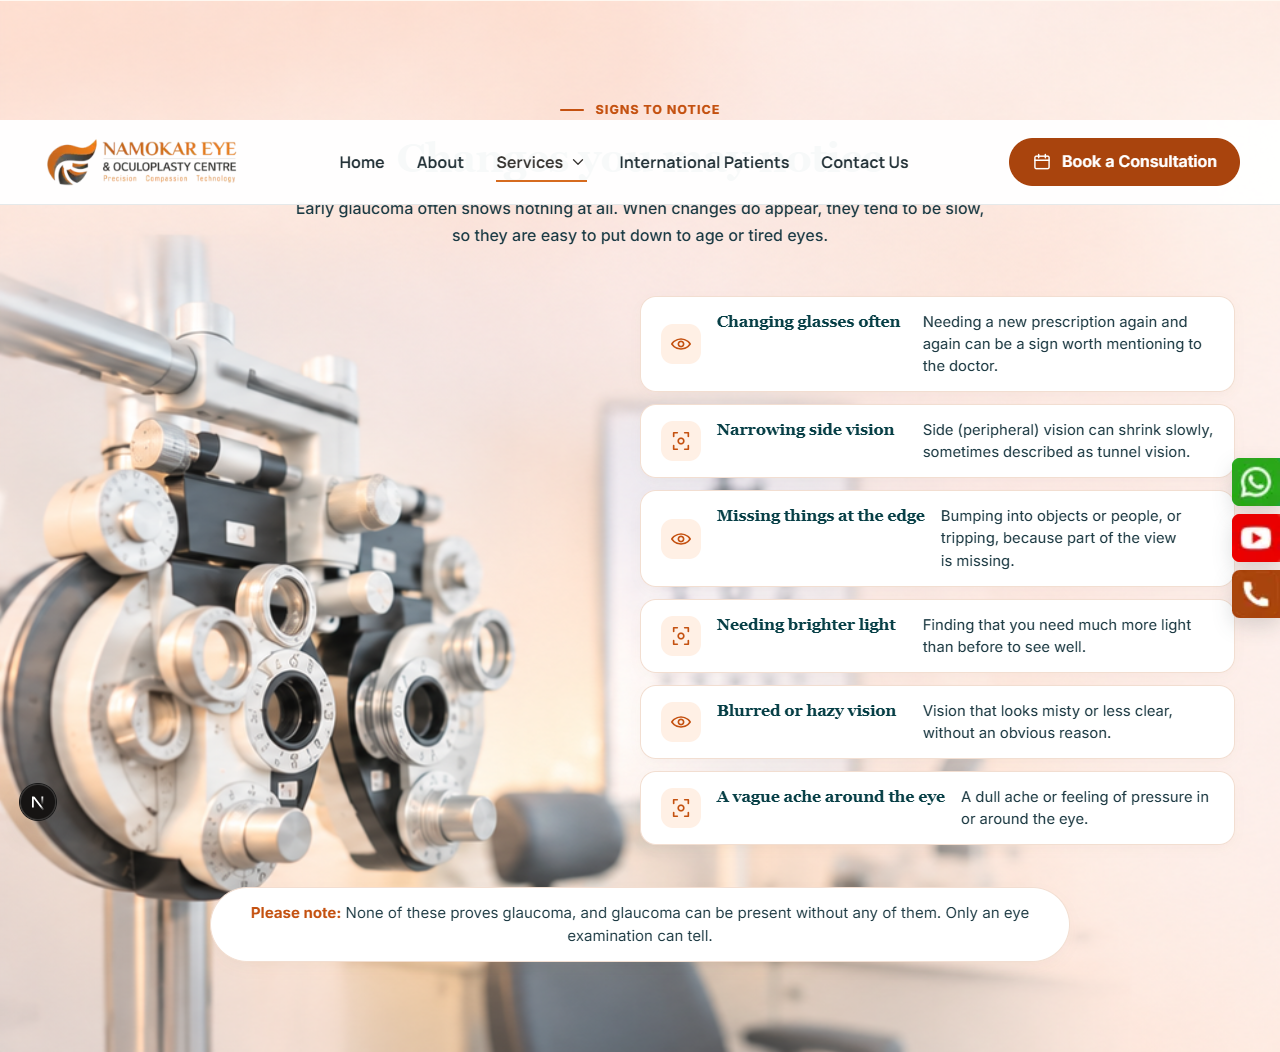 SIGNS TO NOTICE
NAMOKAR EYE
& OCULOPLASTY CENTRE
Precision Compassion Technology
Home
About
Services
International Patients
Contact Us
Book a Consultation
Early glaucoma often shows nothing at all. When changes do appear, they tend to be slow,
so they are easy to put down to age or tired eyes.
Changing glasses often
Needing a new prescription again and
again can be a sign worth mentioning to
the doctor.
Narrowing side vision
Side (peripheral) vision can shrink slowly,
sometimes described as tunnel vision.
Missing things at the edge
Bumping into objects or people, or
tripping, because part of the view
is missing.
Needing brighter light
Finding that you need much more light
than before to see well.
Blurred or hazy vision
Vision that looks misty or less clear,
without an obvious reason.
A vague ache around the eye
A dull ache or feeling of pressure in
or around the eye.
N
Please note: None of these proves glaucoma, and glaucoma can be present without any of them. Only an eye
examination can tell.